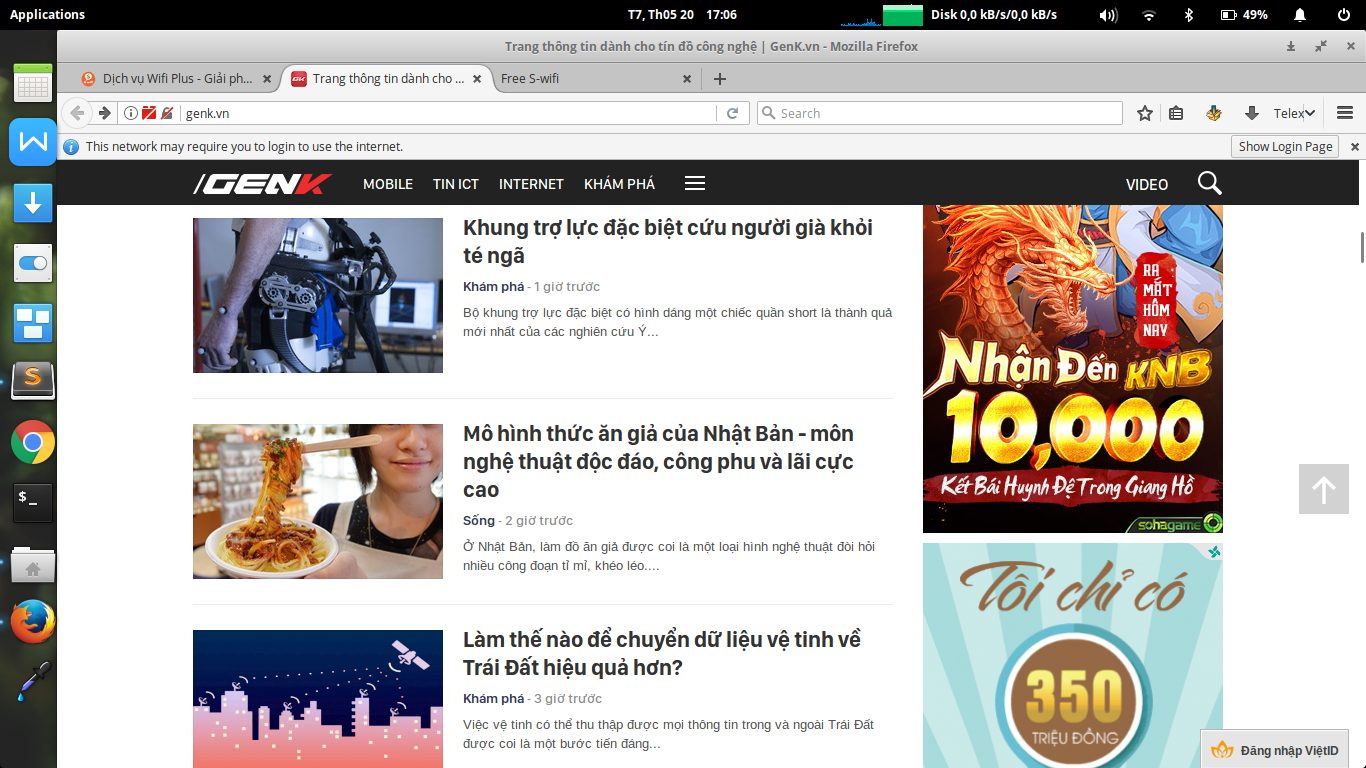 Applications
T7, Th05 20 17:06
Disk 0,0 kB/s/0,0 kB/s
49%
Trang thông tin dành cho tín đồ công nghệ | GenK.vn - Mozilla Firefox
Dịch vụ Wifi Plus - Giải ph...
GK Trang thông tin dành cho ...
Free S-wifi
genk.vn
Search
Telex
This network may require you to login to use the internet.
Show Login Page
/GENK
MOBILE
TIN ICT
INTERNET
KHÁM PHÁ
VIDEO
Khung trợ lực đặc biệt cứu người già khỏi
té ngã
Khám phá - 1 giờ trước
Bộ khung trợ lực đặc biệt có hình dáng một chiếc quần short là thành quả
mới nhất của các nghiên cứu Ý...
Mô hình thức ăn giả của Nhật Bản - môn
nghệ thuật độc đáo, công phu và lãi cực
cao
Sống - 2 giờ trước
Ở Nhật Bản, làm đồ ăn giả được coi là một loại hình nghệ thuật đòi hỏi
nhiều công đoạn tỉ mỉ, khéo léo....
Làm thế nào để chuyển dữ liệu vệ tinh về
Trái Đất hiệu quả hơn?
Khám phá - 3 giờ trước
Việc vệ tinh có thể thu thập được mọi thông tin trong và ngoài Trái Đất
được coi là một bước tiến đáng...
RA
MẮT
HÔM
NAY
Nhận Đến KNB
10,000
Kết Bái Huynh Đệ Trong Giang Hồ
sohagame
Tôi chỉ có
350
TRIỆU ĐỒNG
Đăng nhập ViệtID
S
$_